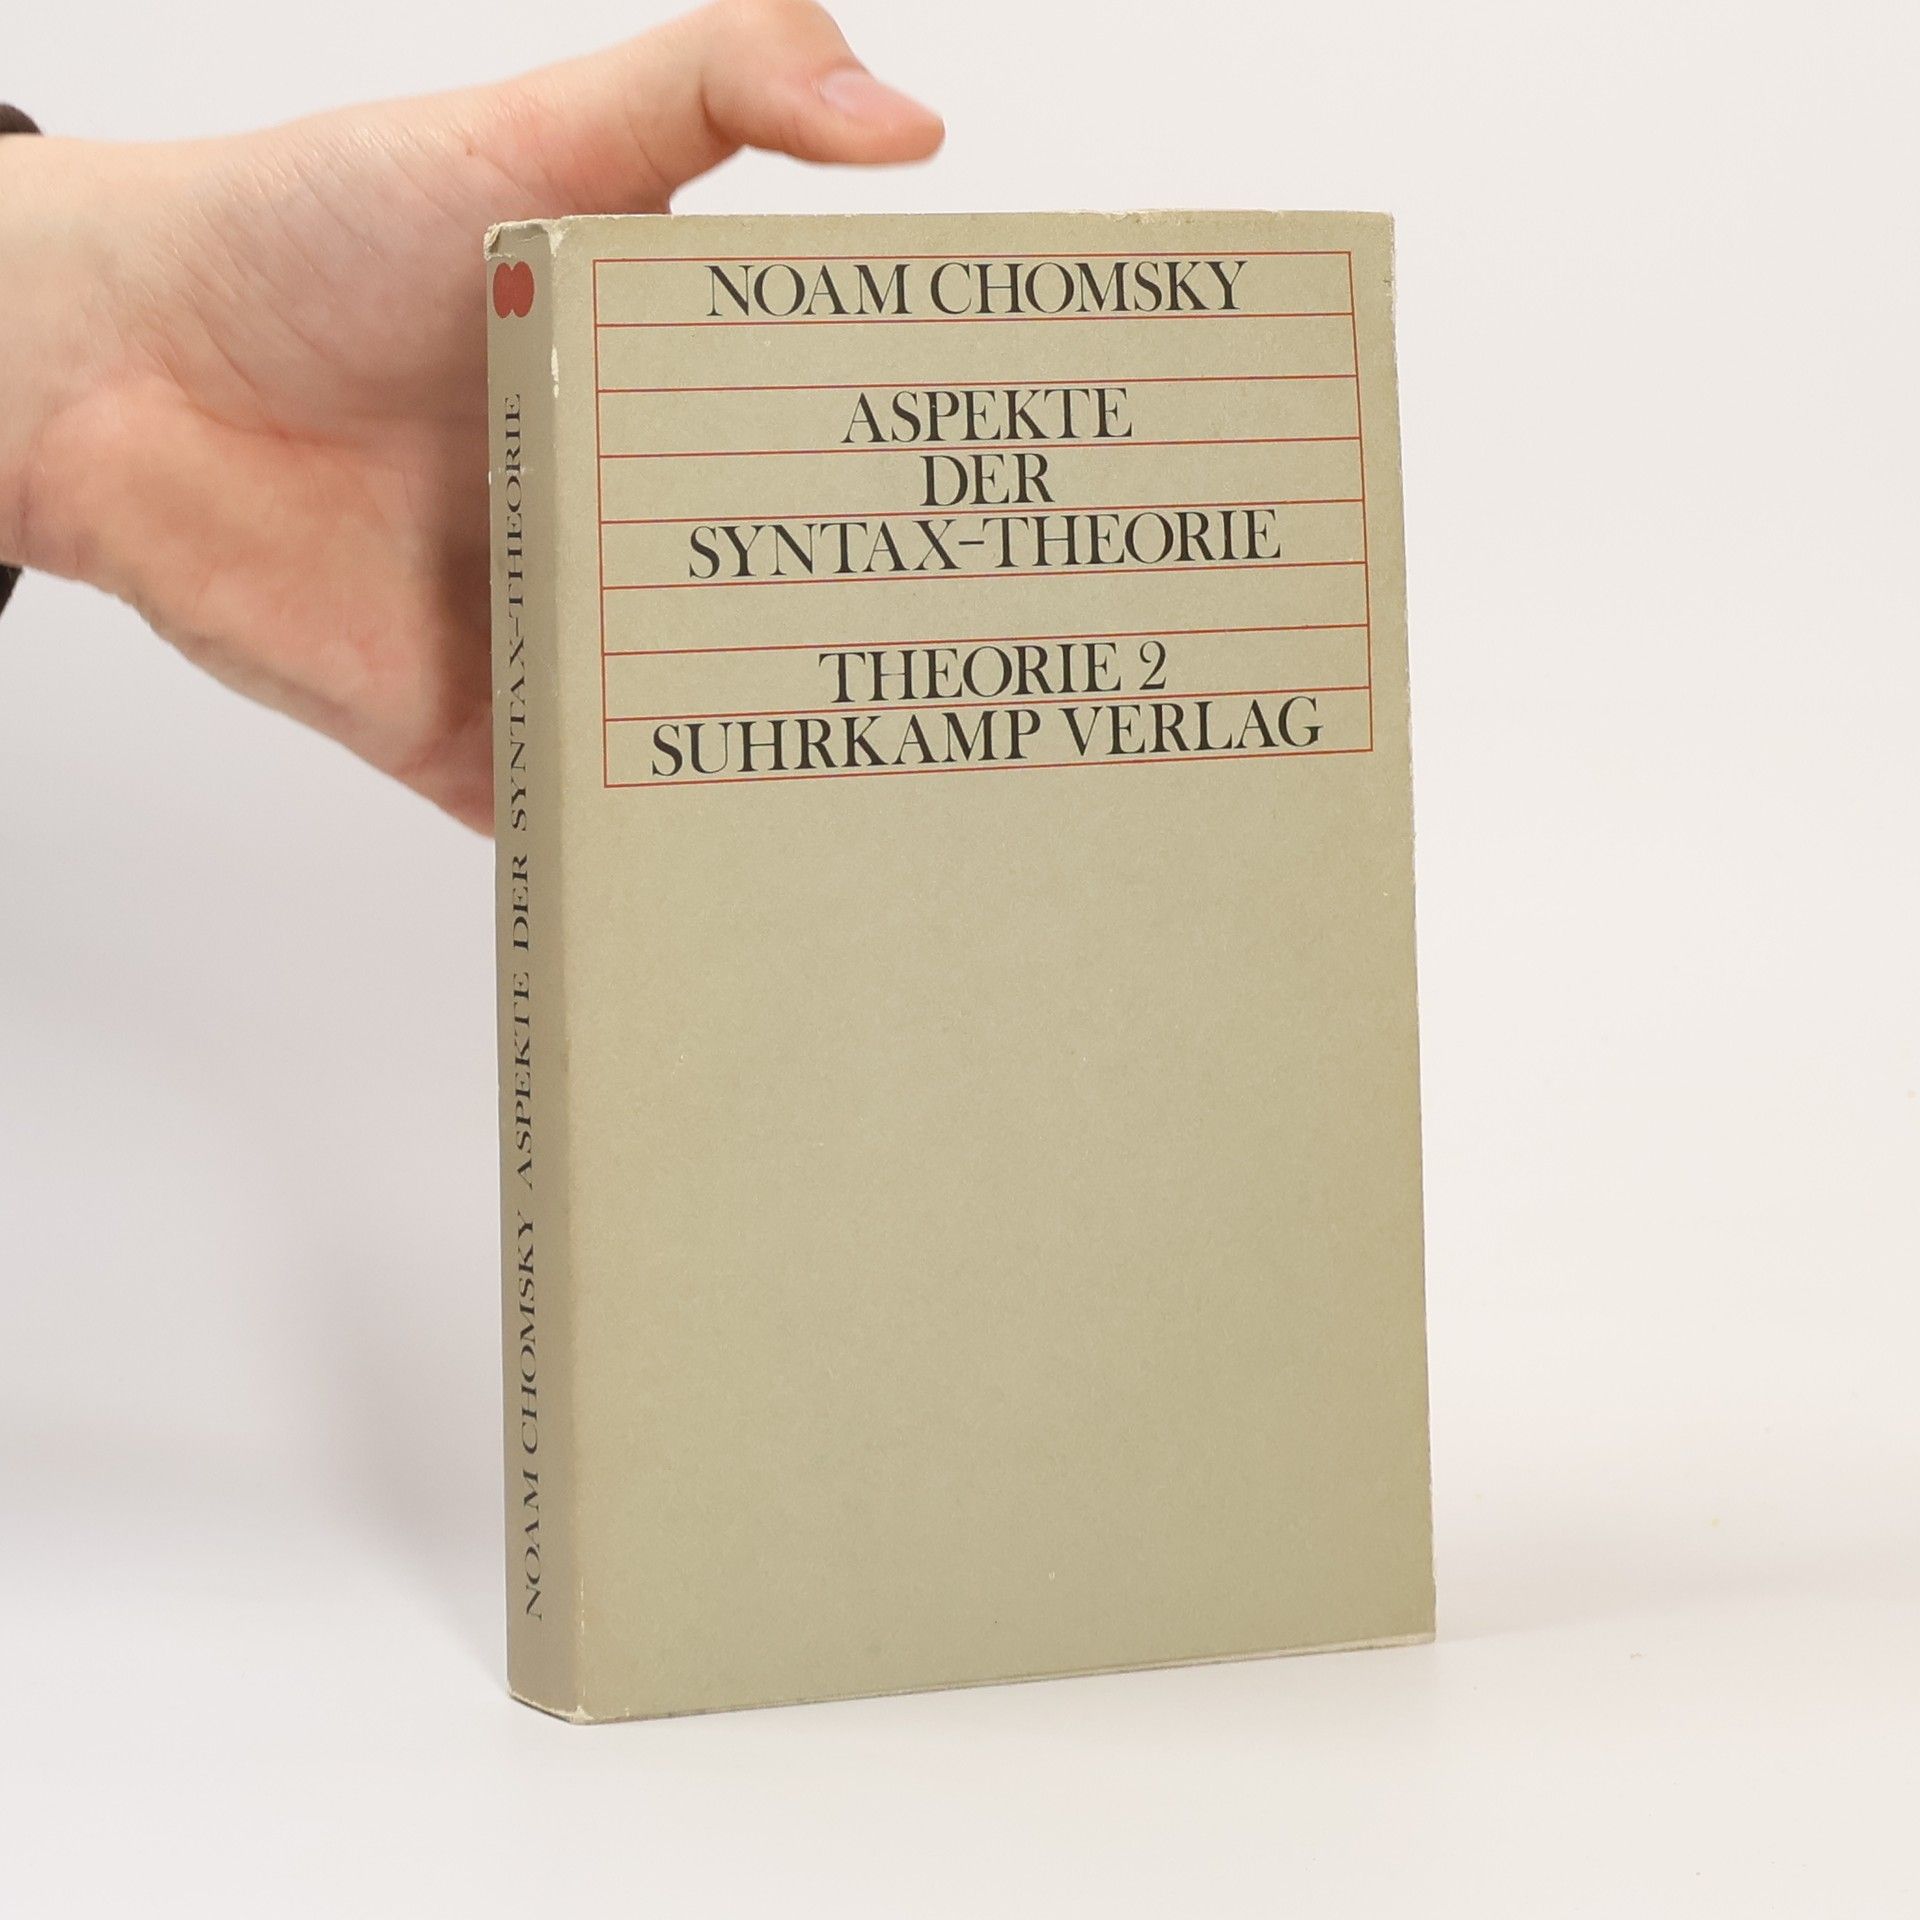 NOAM CHOMSKY
ASPEKTE
DER
SYNTAX-THEORIE
THEORIE 2
SUHRKAMP VERLAG
NOAM CHOMSKY ASPEKTE DER SYNTAX-THEORIE